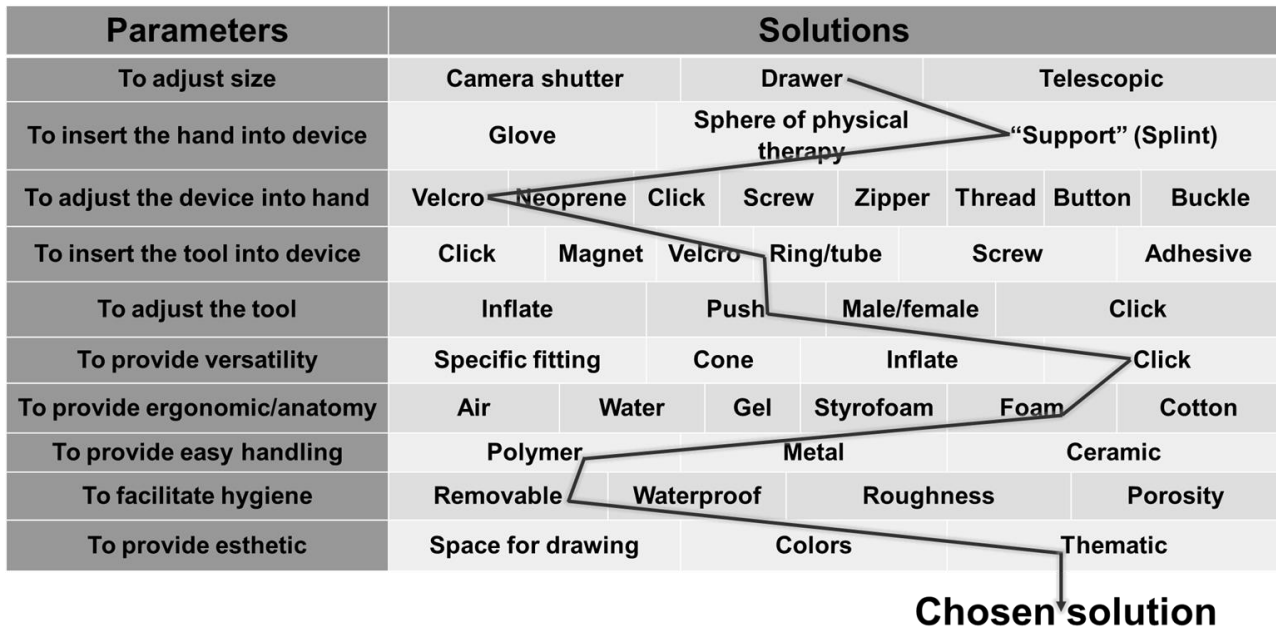 Parameters Solutions
To adjust size Camera shutter Drawer Telescopic
To insert the hand into device Glove Sphere of physical therapy “Support” (Splint)
To adjust the device into hand Velcro Neoprene Click Screw Zipper Thread Button Buckle
To insert the tool into device Click Magnet Velcro Ring/tube Screw Adhesive
To adjust the tool Inflate Push Male/female Click
To provide versatility Specific fitting Cone Inflate Click
To provide ergonomic/anatomy Air Water Gel Styrofoam Foam Cotton
To provide easy handling Polymer Metal Ceramic
To facilitate hygiene Removable Waterproof Roughness Porosity
To provide esthetic Space for drawing Colors Thematic
Chosen solution